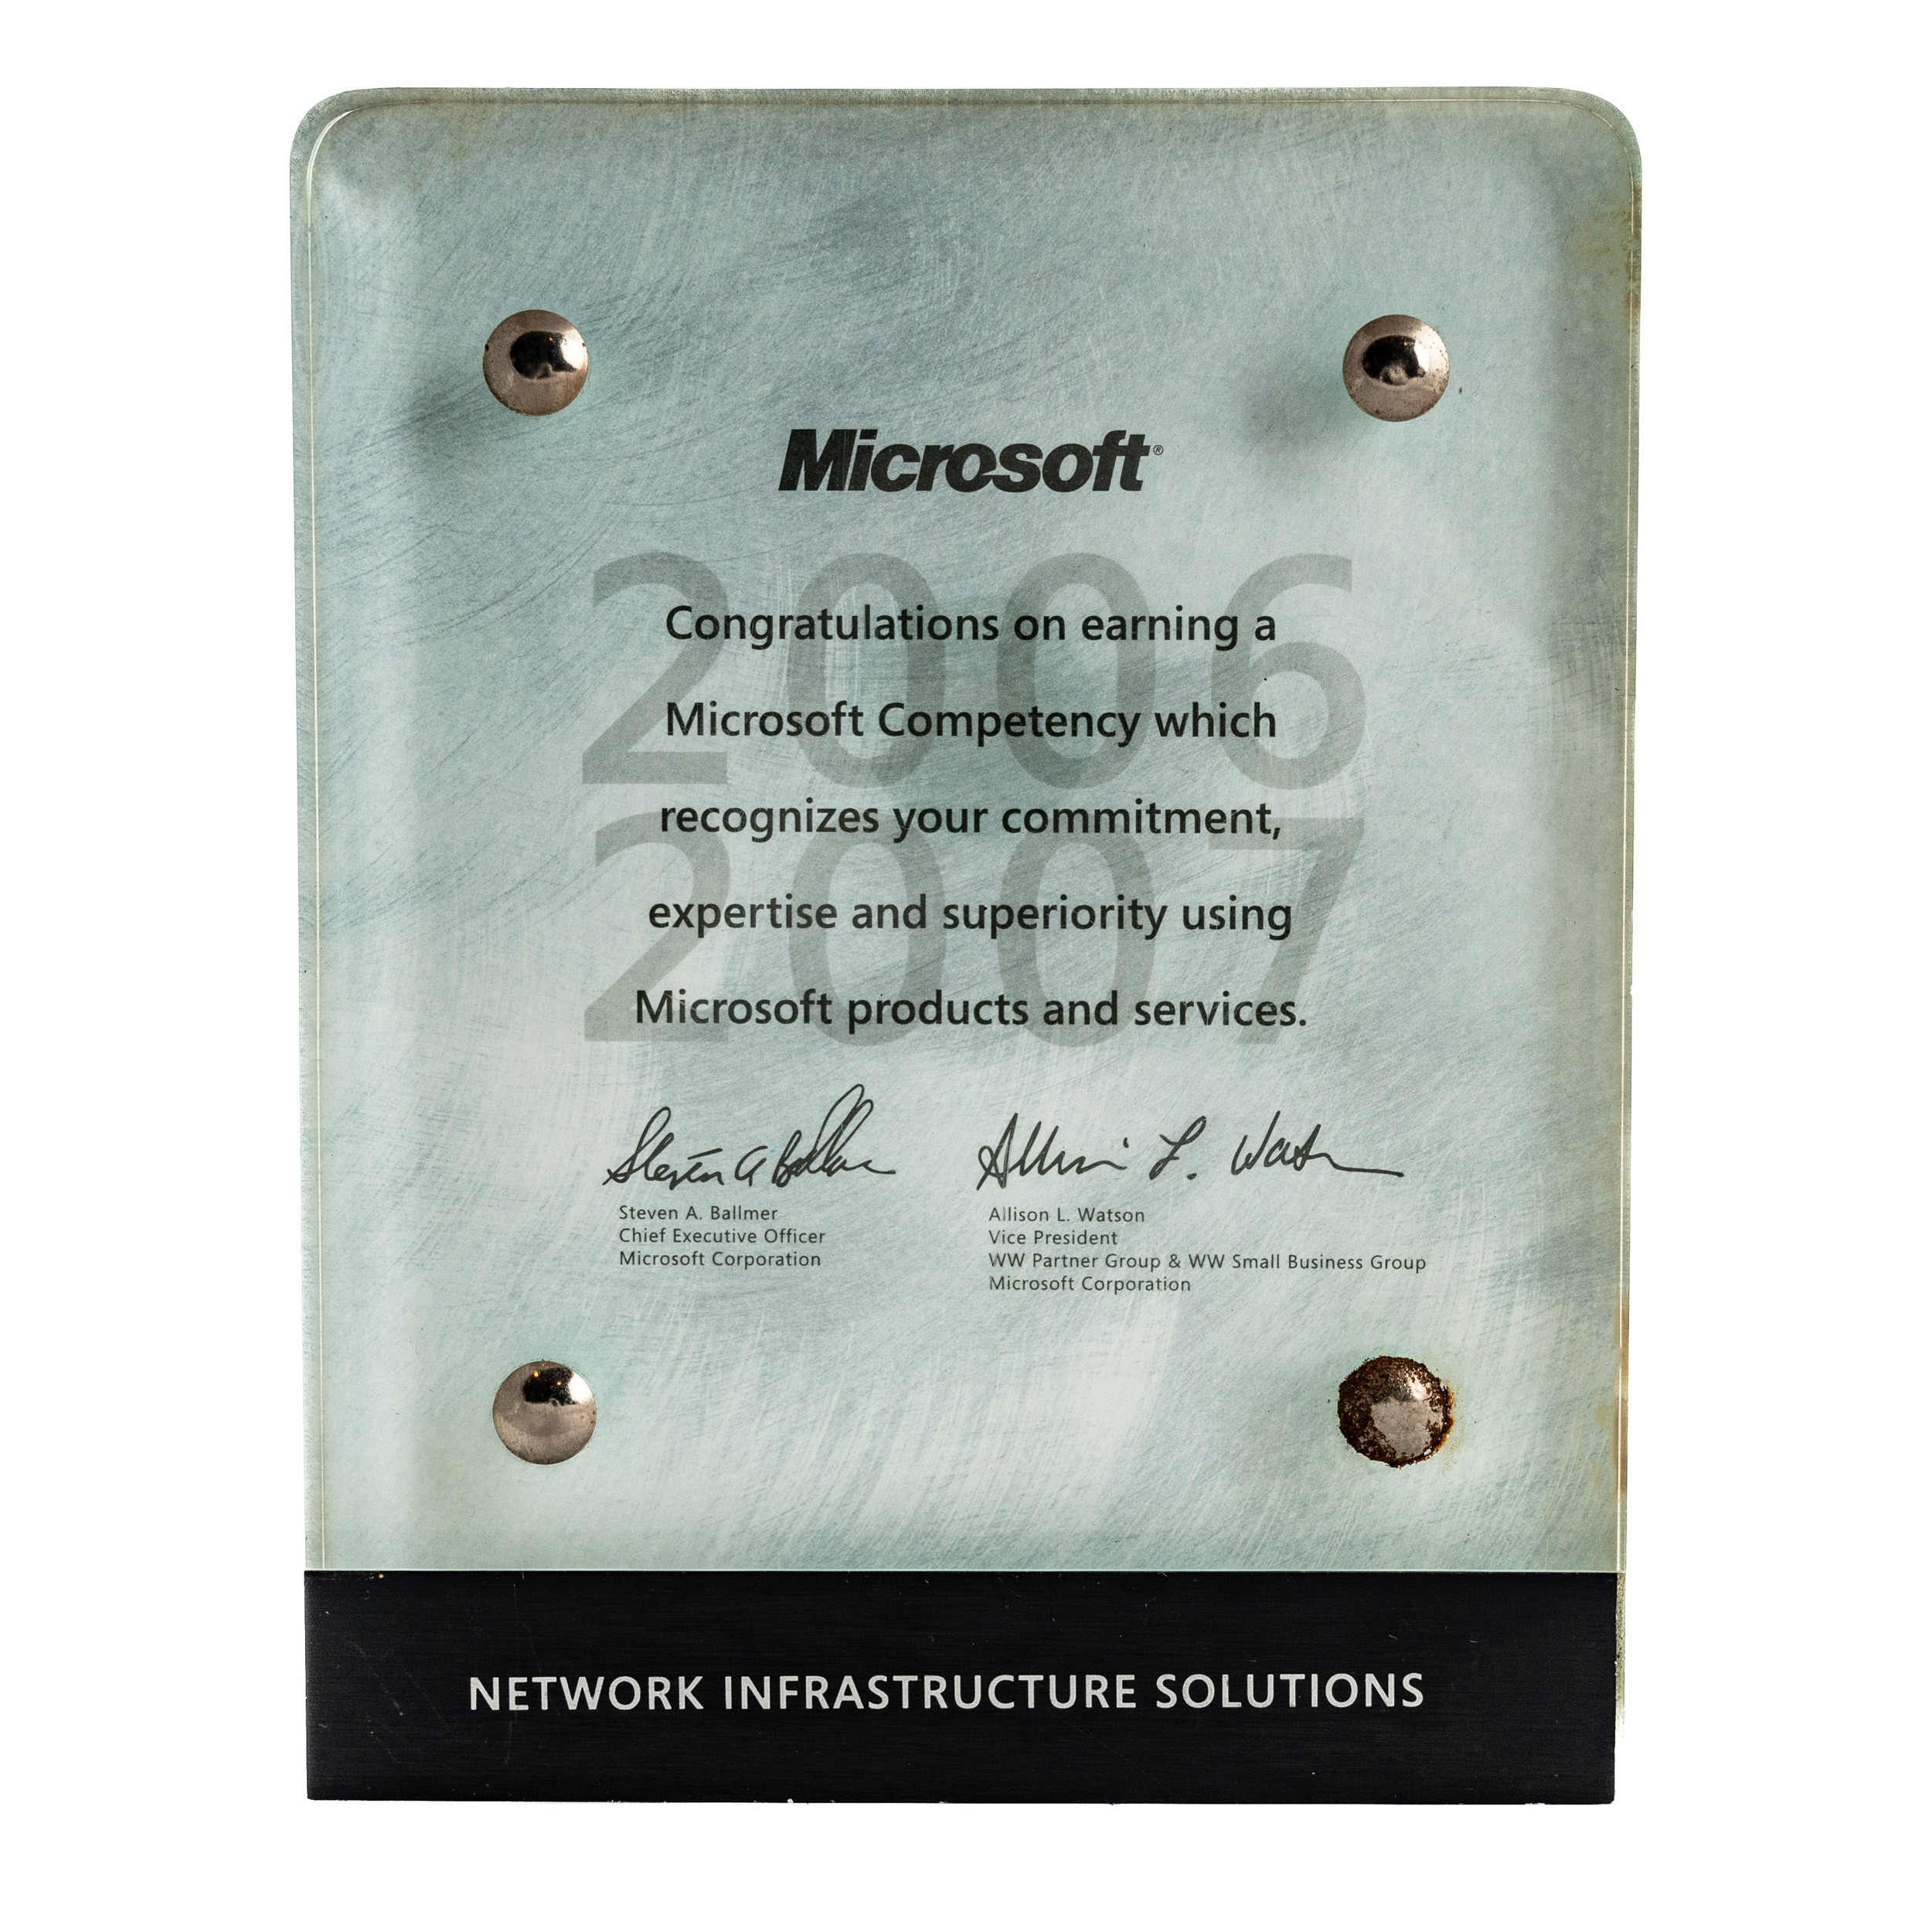 Microsoft®
2006
Congratulations on earning a
Microsoft Competency which
recognizes your commitment,
2007
expertise and superiority using
Microsoft products and services.
Steven A Ballmer
Allison L. Watson
Steven A. Ballmer
Chief Executive Officer
Microsoft Corporation
Allison L. Watson
Vice President
WW Partner Group & WW Small Business Group
Microsoft Corporation
NETWORK INFRASTRUCTURE SOLUTIONS